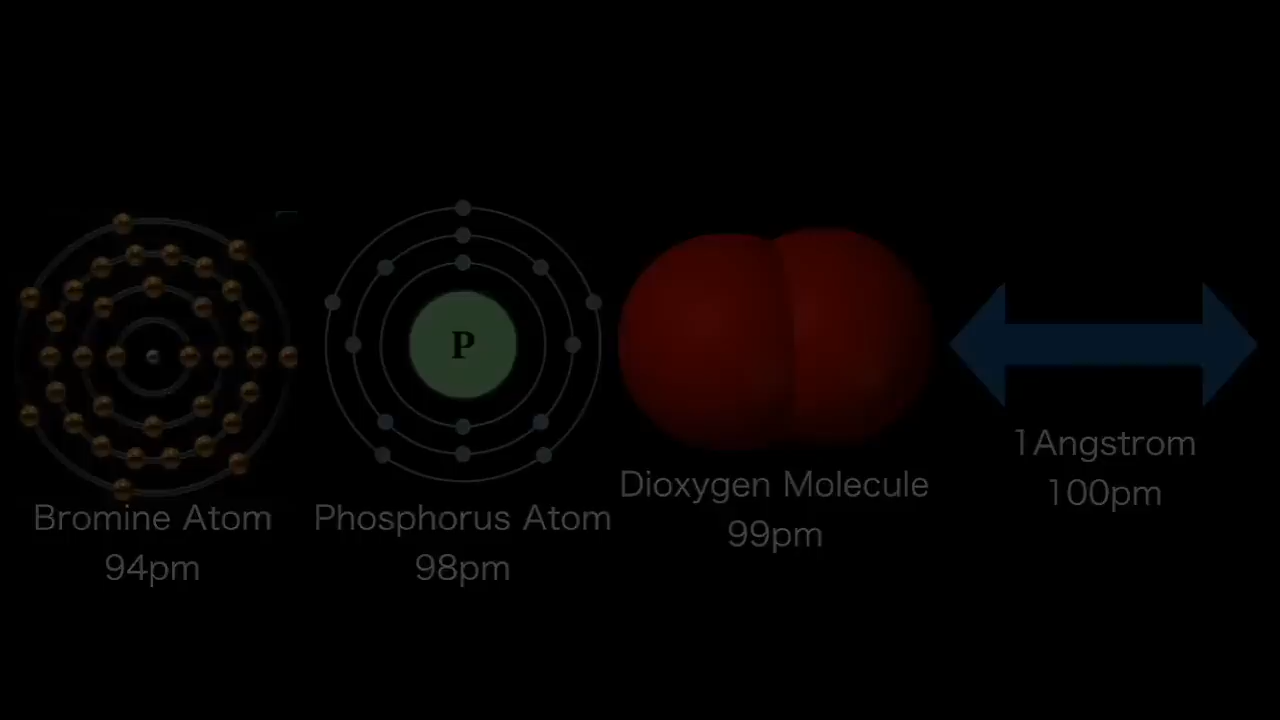 P
Bromine Atom
94pm
Phosphorus Atom
98pm
Dioxygen Molecule
99pm
1Angstrom
100pm